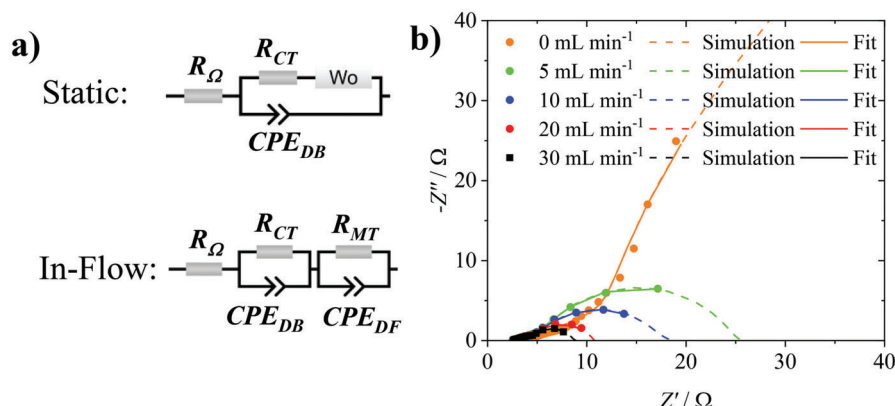 a)
Static:
R_Ω
R_CT
Wo
CPE_DB
In-Flow:
R_Ω
R_CT
R_MT
CPE_DB
CPE_DF
b)
0 mL min⁻¹ Simulation Fit
5 mL min⁻¹ Simulation Fit
10 mL min⁻¹ Simulation Fit
20 mL min⁻¹ Simulation Fit
30 mL min⁻¹ Simulation Fit
-Z'' / Ω
40
30
20
10
0
0 10 20 30 40
Z' / Ω